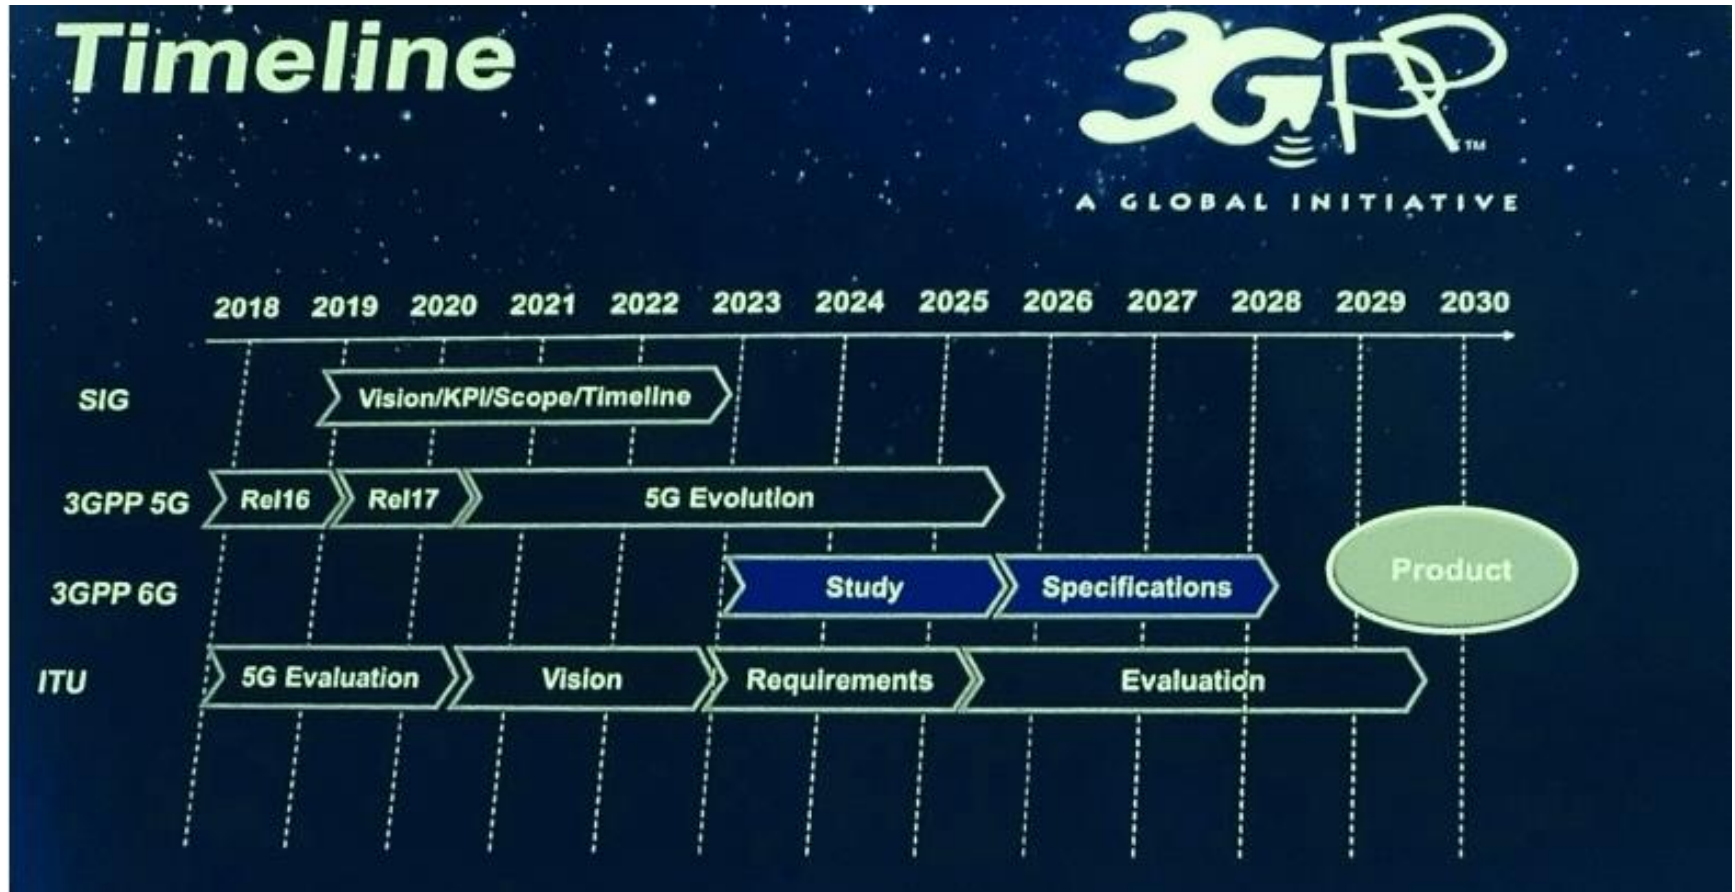 Timeline
3GPP™
A GLOBAL INITIATIVE
2018 2019 2020 2021 2022 2023 2024 2025 2026 2027 2028 2029 2030
SIG Vision/KPI/Scope/Timeline
3GPP 5G Rel16 Rel17 5G Evolution
3GPP 6G Study Specifications Product
ITU 5G Evaluation Vision Requirements Evaluation